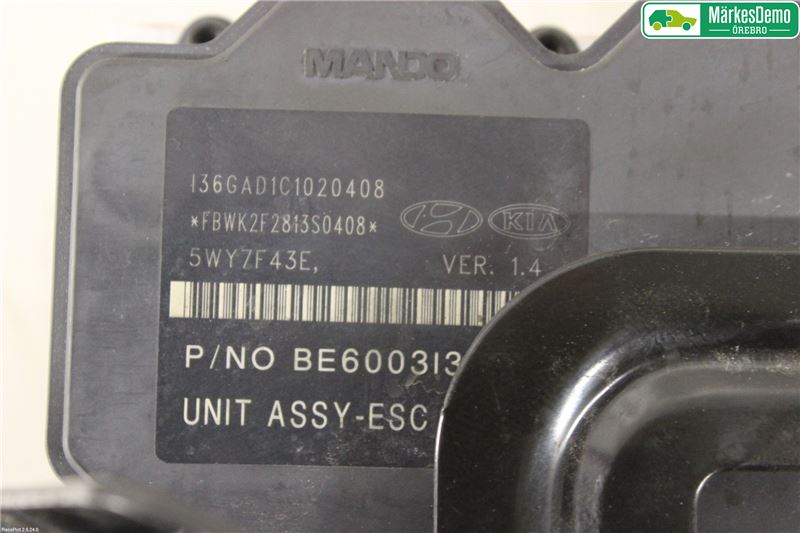 MärkesDemo
ÖREBRO
MANDO
I36GAD1C1020408
*FBWK2F2813S0408*
KIA
5WY7F43E, VER: 1.4
P/NO BE6003I3
UNIT ASSY-ESC